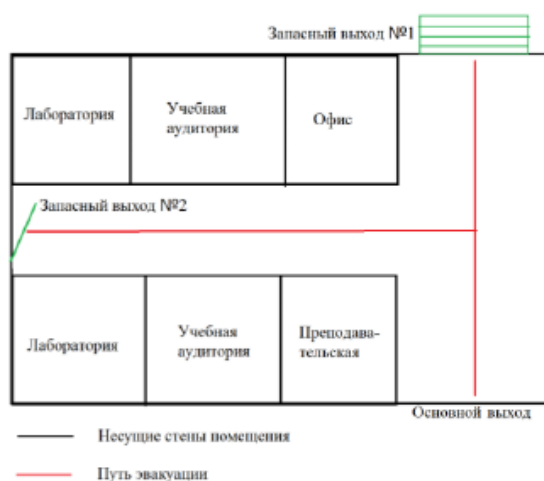 Запасный выход №1
Лаборатория
Учебная
аудитория
Офис
Запасный выход №2
Лаборатория
Учебная
аудитория
Преподава-
тельская
Основной выход
Несущие стены помещения
Путь эвакуации